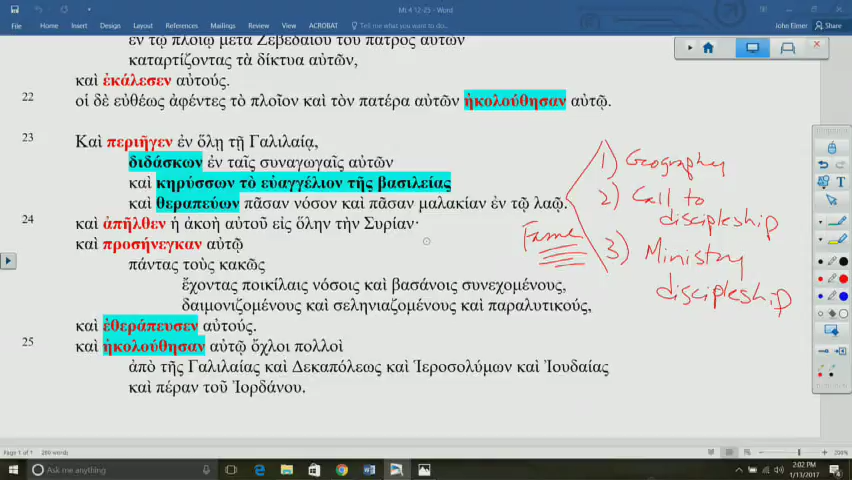 Mt 4 12-25 - Word
John Elmer
Share
File Home Insert Design Layout References Mailings Review View ACROBAT Tell me what you want to do...
ἐν τῷ πλοίῳ μετὰ Ζεβεδαίου τοῦ πατρὸς αὐτῶν
καταρτίζοντας τὰ δίκτυα αὐτῶν,
καὶ ἐκάλεσεν αὐτούς.
22 οἱ δὲ εὐθέως ἀφέντες τὸ πλοῖον καὶ τὸν πατέρα αὐτῶν ἠκολούθησαν αὐτῷ.
23 Καὶ περιῆγεν ἐν ὅλῃ τῇ Γαλιλαίᾳ,
διδάσκων ἐν ταῖς συναγωγαῖς αὐτῶν
καὶ κηρύσσων τὸ εὐαγγέλιον τῆς βασιλείας
καὶ θεραπεύων πᾶσαν νόσον καὶ πᾶσαν μαλακίαν ἐν τῷ λαῷ.
24 καὶ ἀπῆλθεν ἡ ἀκοὴ αὐτοῦ εἰς ὅλην τὴν Συρίαν·
καὶ προσήνεγκαν αὐτῷ
πάντας τοὺς κακῶς
ἔχοντας ποικίλαις νόσοις καὶ βασάνοις συνεχομένους,
δαιμονιζομένους καὶ σεληνιαζομένους καὶ παραλυτικούς,
καὶ ἐθεράπευσεν αὐτούς.
25 καὶ ἠκολούθησαν αὐτῷ ὄχλοι πολλοὶ
ἀπὸ τῆς Γαλιλαίας καὶ Δεκαπόλεως καὶ Ἱεροσολύμων καὶ Ἰουδαίας
καὶ πέραν τοῦ Ἰορδάνου.
1) Geography
2) Call to
discipleship
Fame
3) Ministry
discipleship
Page 1 of 1 280 words
200%
Ask me anything
2:02 PM
1/13/2017